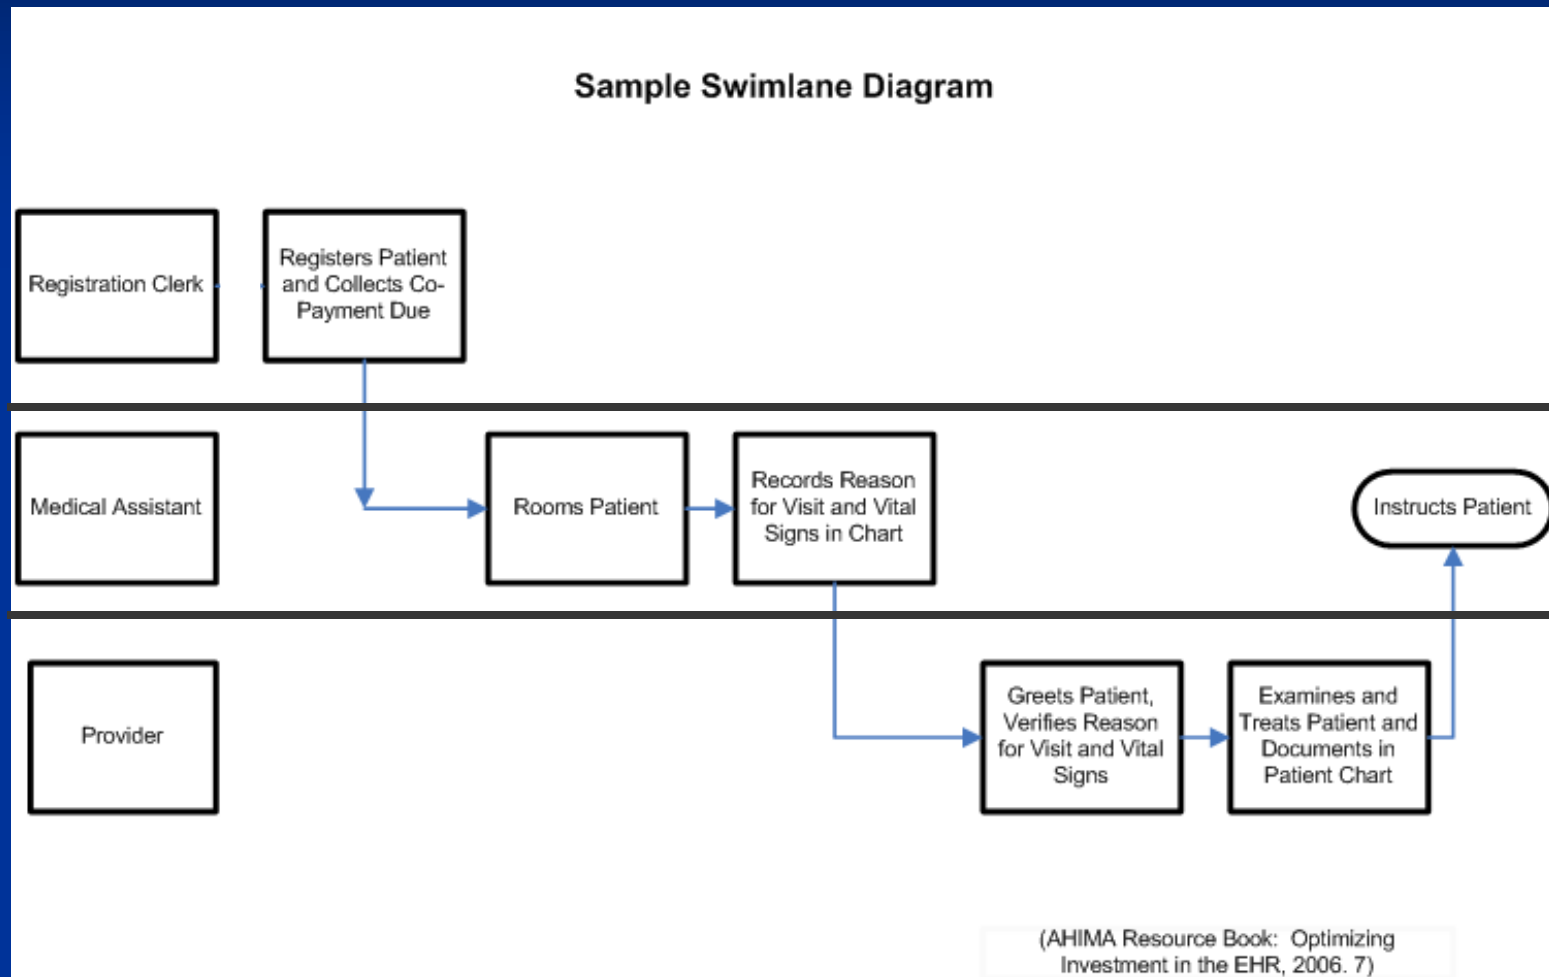 Sample Swimlane Diagram
Registration Clerk
Registers Patient
and Collects Co-
Payment Due
Medical Assistant
Rooms Patient
Records Reason
for Visit and Vital
Signs in Chart
Instructs Patient
Provider
Greets Patient,
Verifies Reason
for Visit and Vital
Signs
Examines and
Treats Patient and
Documents in
Patient Chart
(AHIMA Resource Book: Optimizing
Investment in the EHR, 2006. 7)